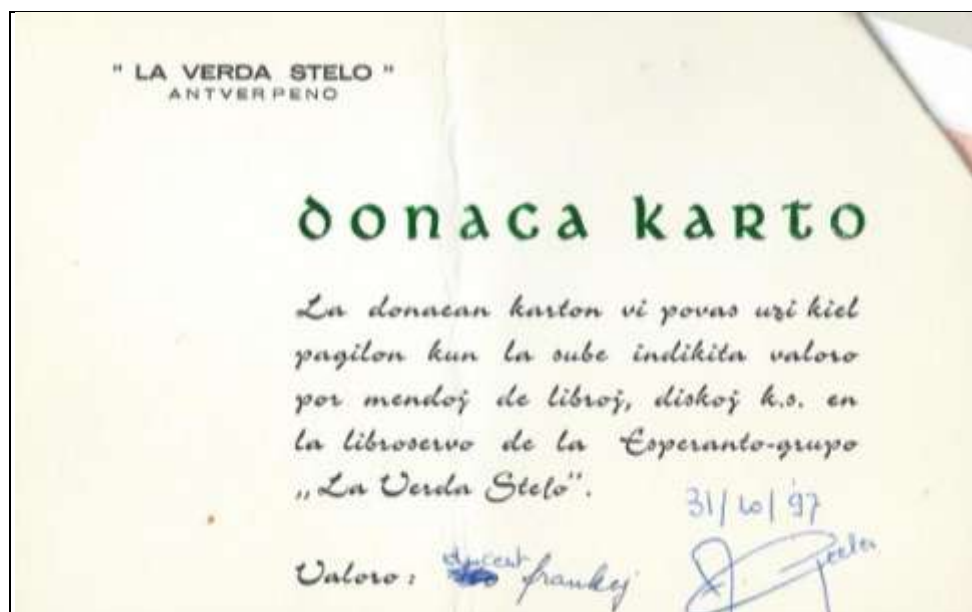 " LA VERDA STELO "
ANTVERPENO
donaca karto
La donacan karton vi povas uzi kiel
pagilon kun la sube indikita valoro
por mendoj de libroj, diskoj k.s. en
la libroservo de la Esperanto-grupo
„La Verda Stelo".
31/10/97
Valoro: ducent frankoj